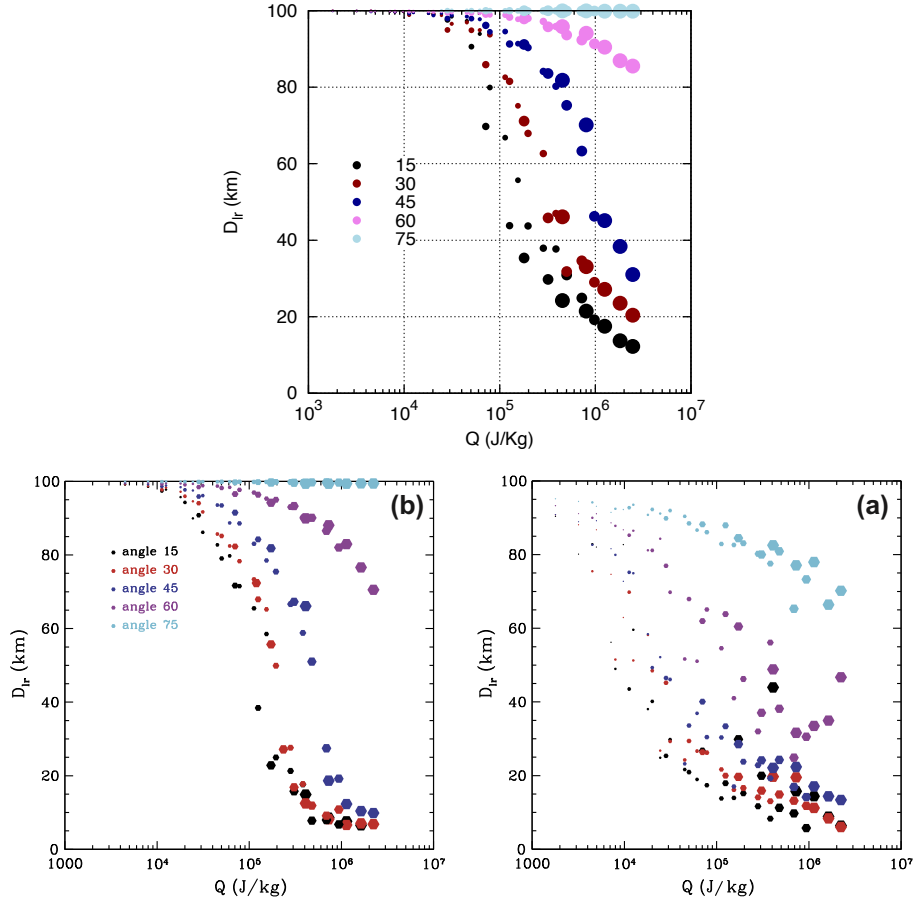 100
80
60
40
20
0
D_lr (km)
15
30
45
60
75
10^3
10^4
10^5
10^6
10^7
Q (J/Kg)
100
80
60
40
20
0
D_lr (km)
(b)
angle 15
angle 30
angle 45
angle 60
angle 75
1000
10^4
10^5
10^6
10^7
Q (J/kg)
100
80
60
40
20
0
D_lr (km)
(a)
1000
10^4
10^5
10^6
10^7
Q (J/kg)